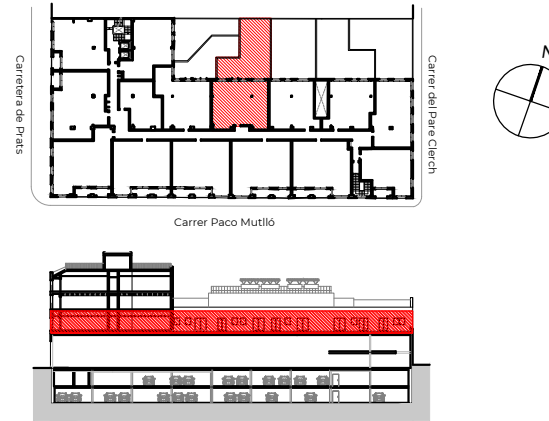 N
Carretera de Prats
Carrer del Pare Clerch
Carrer Paco Mutlló